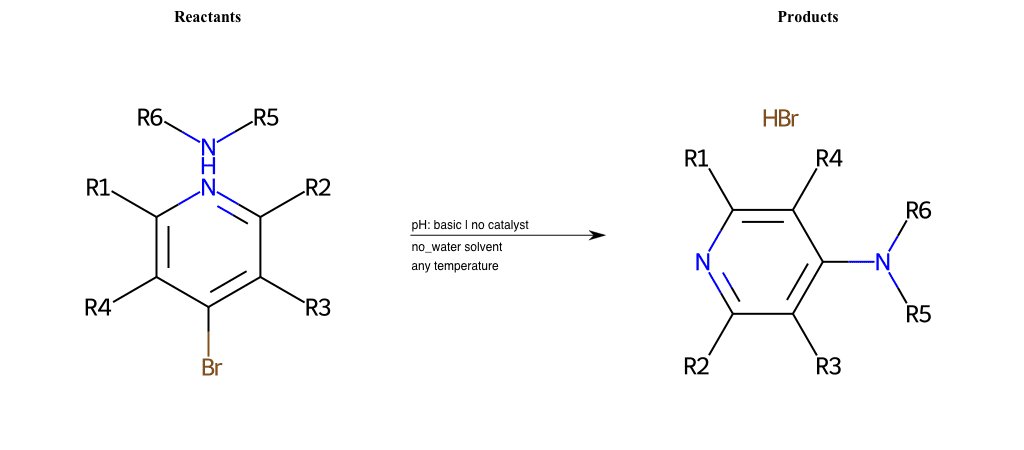 Reactants
Products
R6
R5
N
H
N
R1
R2
R4
R3
Br
pH: basic | no catalyst
no_water solvent
any temperature
HBr
R1
R4
R6
N
N
R5
R2
R3